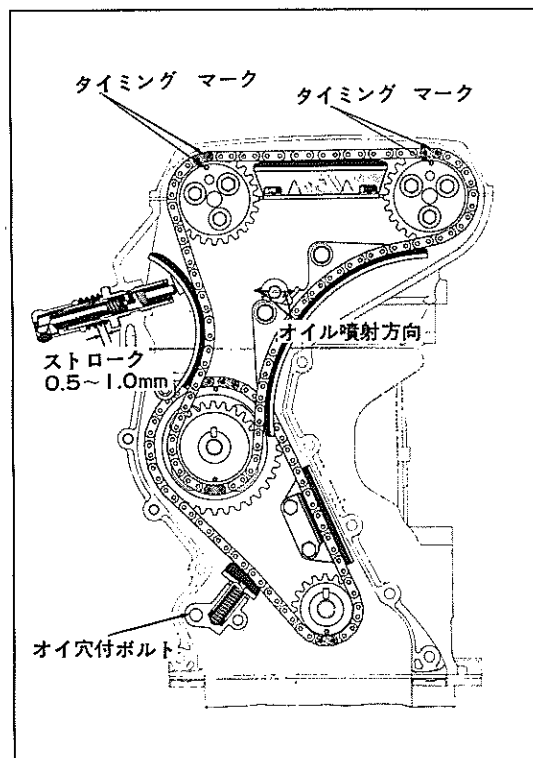 タイミング マーク
タイミング マーク
オイル噴射方向
ストローク
0.5~1.0mm
オイ穴付ボルト